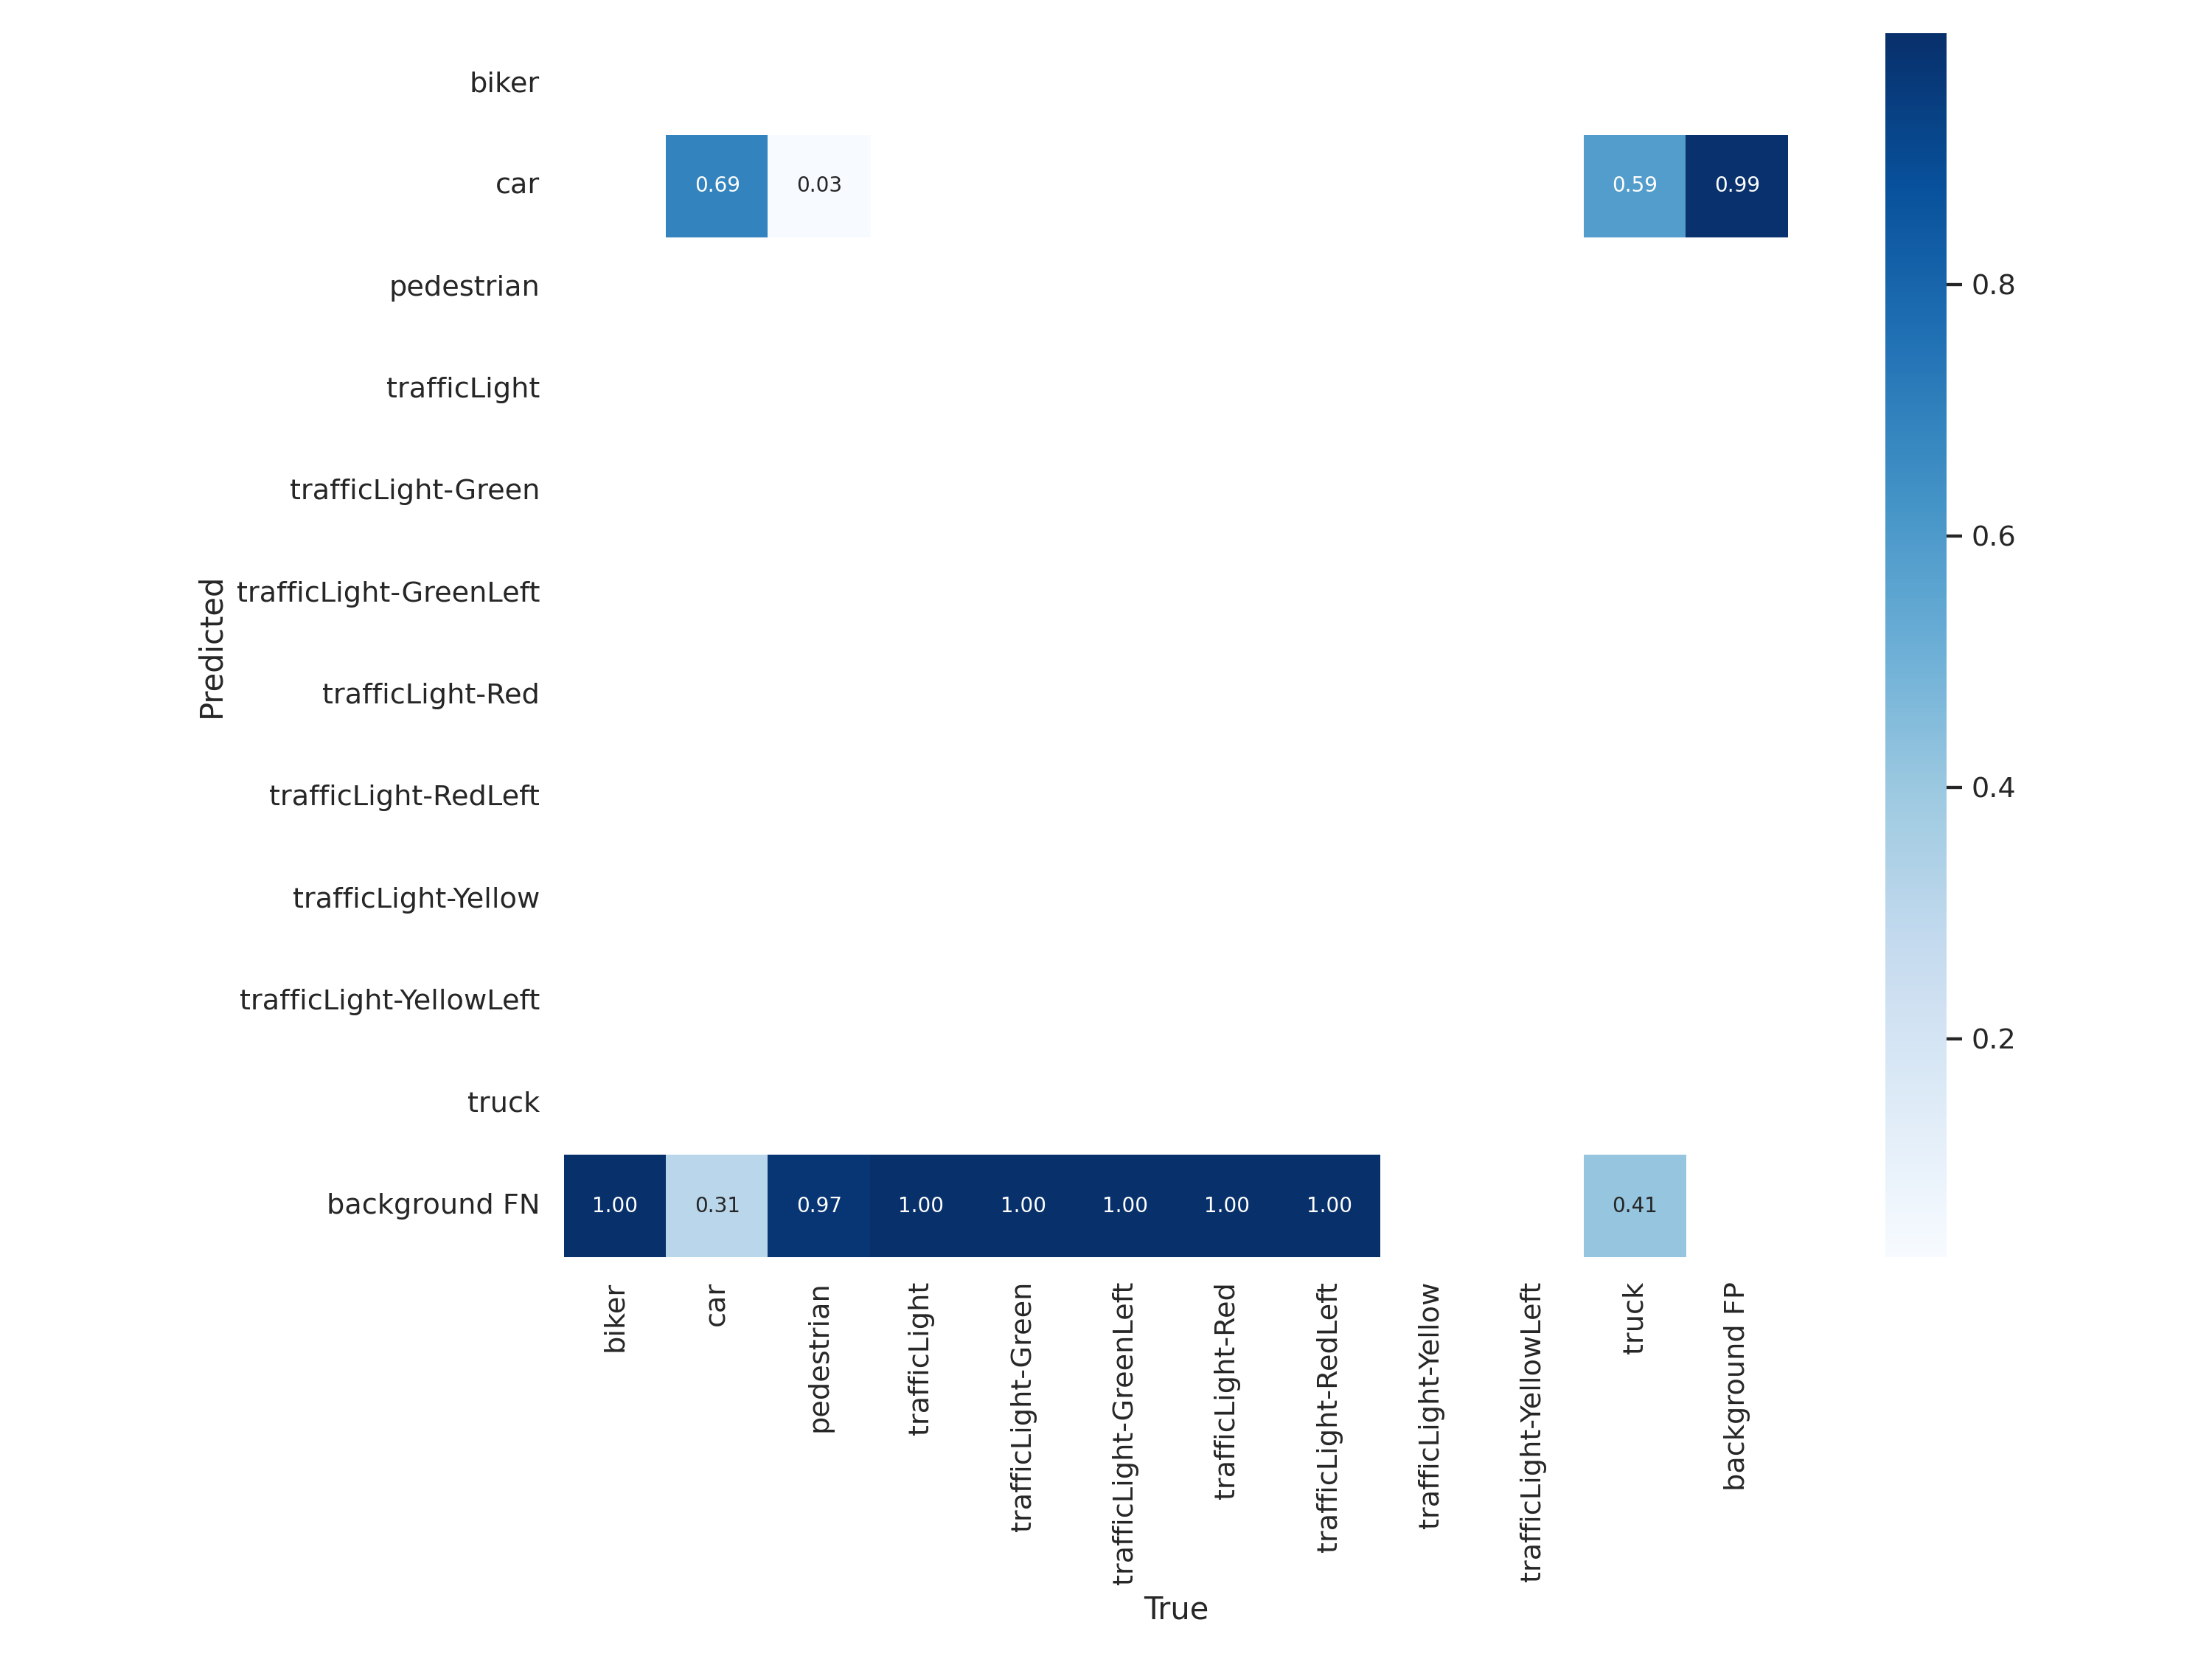 biker
car
0.69 0.03 0.59 0.99
pedestrian
0.8
trafficLight
trafficLight-Green
0.6
trafficLight-GreenLeft
Predicted
trafficLight-Red
trafficLight-RedLeft
0.4
trafficLight-Yellow
trafficLight-YellowLeft
0.2
truck
background FN
1.00 0.31 0.97 1.00 1.00 1.00 1.00 1.00 0.41
biker
car
pedestrian
trafficLight
trafficLight-Green
trafficLight-GreenLeft
trafficLight-Red
trafficLight-RedLeft
trafficLight-Yellow
trafficLight-YellowLeft
truck
background FP
True